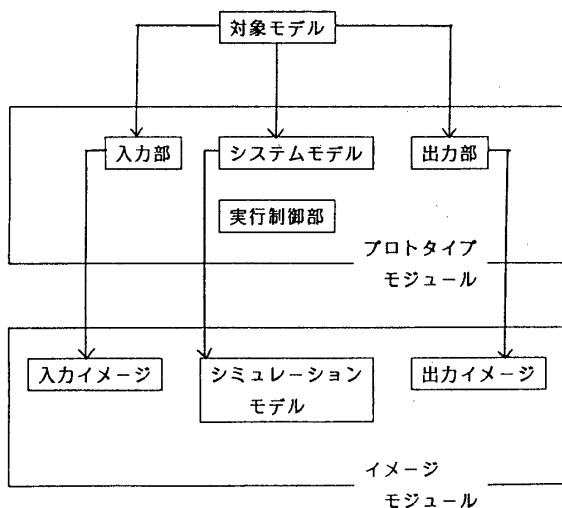 対象モデル
入力部
システムモデル
出力部
実行制御部
プロトタイプ
モジュール
入力イメージ
シミュレーション
モデル
出力イメージ
イメージ
モジュール